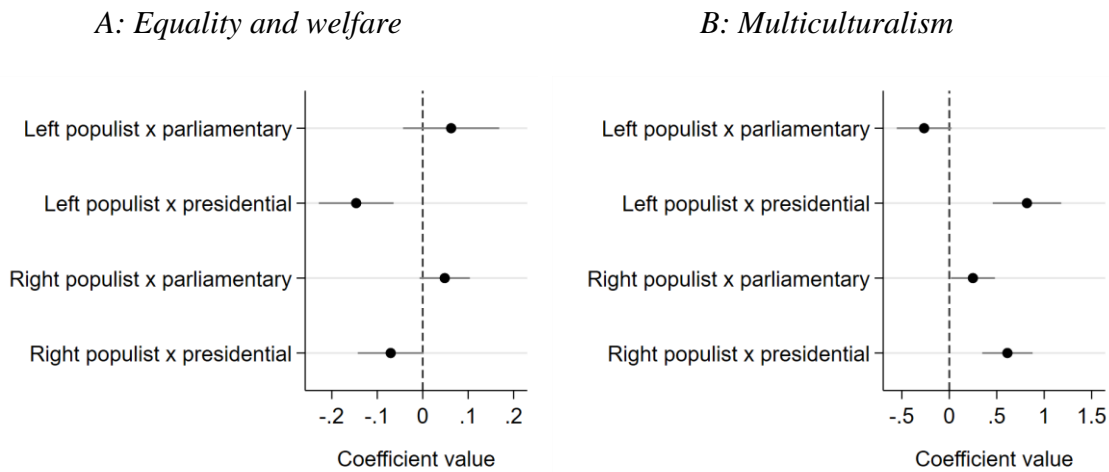 A: Equality and welfare
Left populist x parliamentary
Left populist x presidential
Right populist x parliamentary
Right populist x presidential
-.2 -.1 0 .1 .2
Coefficient value
B: Multiculturalism
Left populist x parliamentary
Left populist x presidential
Right populist x parliamentary
Right populist x presidential
-.5 0 .5 1 1.5
Coefficient value